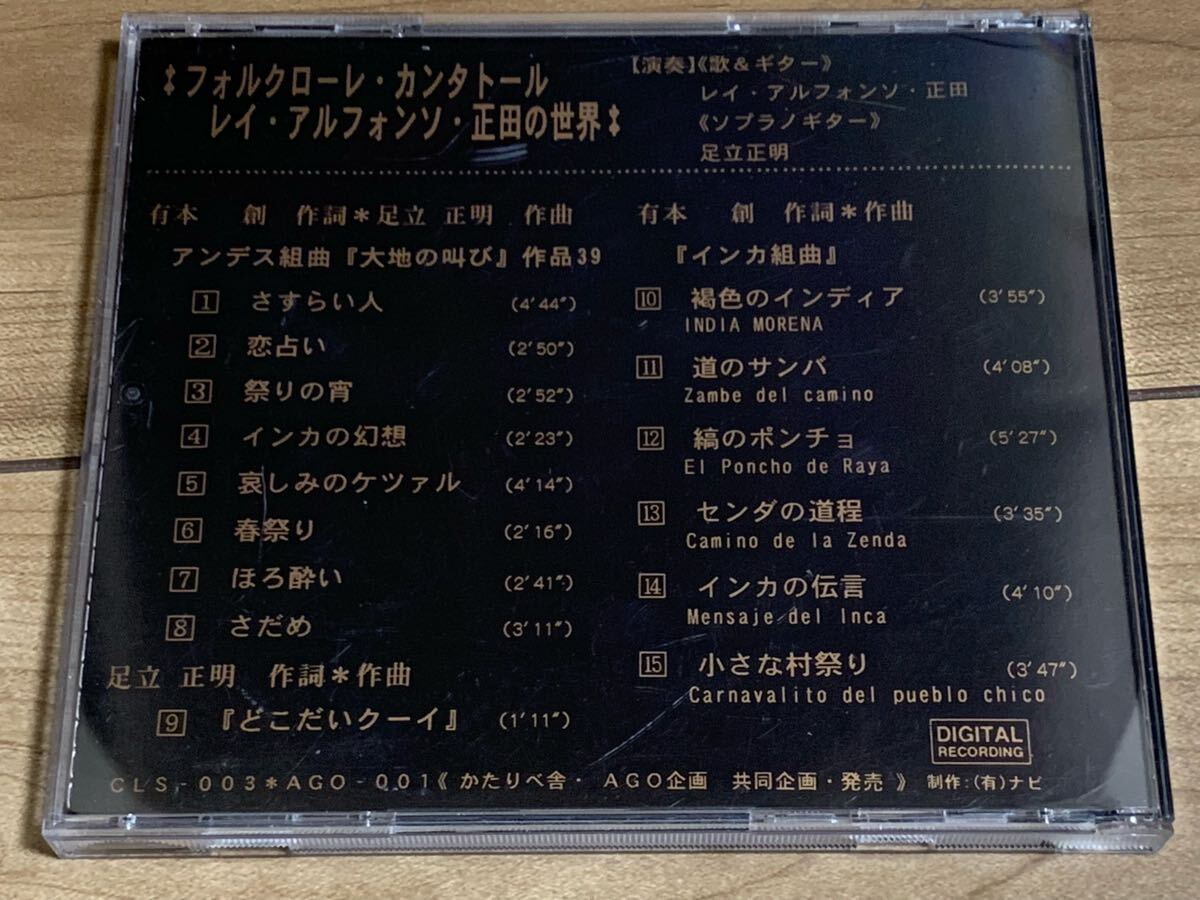 ＊フォルクローレ・カンタトール
レイ・アルフォンソ・正田の世界＊
【演奏】《歌＆ギター》
レイ・アルフォンソ・正田
《ソプラノギター》
足立正明
有本 創 作詞＊足立 正明 作曲
アンデス組曲『大地の叫び』作品39
1 さすらい人 (4'44")
2 恋占い (2'50")
3 祭りの宵 (2'52")
4 インカの幻想 (2'23")
5 哀しみのケツァル (4'14")
6 春祭り (2'16")
7 ほろ酔い (2'41")
8 さだめ (3'11")
足立 正明 作詞＊作曲
9 『どこだいクーイ』 (1'11")
有本 創 作詞＊作曲
『インカ組曲』
10 褐色のインディア (3'55")
INDIA MORENA
11 道のサンバ (4'08")
Zambe del camino
12 縞のポンチョ (5'27")
El Poncho de Raya
13 センダの道程 (3'35")
Camino de la Zenda
14 インカの伝言 (4'10")
Mensaje del Inca
15 小さな村祭り (3'47")
Carnavalito del pueblo chico
DIGITAL
RECORDING
CLS-003＊AGO-001《 かたりべ舎・ AGO企画 共同企画・発売 》 制作:(有)ナビ